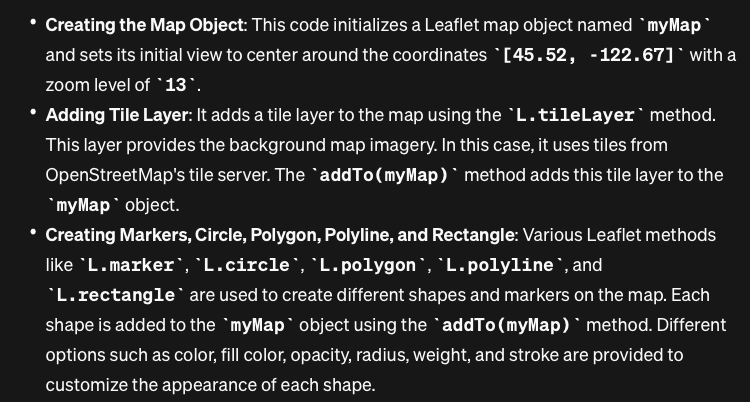 • Creating the Map Object: This code initializes a Leaflet map object named `myMap`
and sets its initial view to center around the coordinates `[45.52, -122.67]` with a
zoom level of `13`.
• Adding Tile Layer: It adds a tile layer to the map using the `L.tileLayer` method.
This layer provides the background map imagery. In this case, it uses tiles from
OpenStreetMap's tile server. The `addTo(myMap)` method adds this tile layer to the
`myMap` object.
• Creating Markers, Circle, Polygon, Polyline, and Rectangle: Various Leaflet methods
like `L.marker`, `L.circle`, `L.polygon`, `L.polyline`, and
`L.rectangle` are used to create different shapes and markers on the map. Each
shape is added to the `myMap` object using the `addTo(myMap)` method. Different
options such as color, fill color, opacity, radius, weight, and stroke are provided to
customize the appearance of each shape.